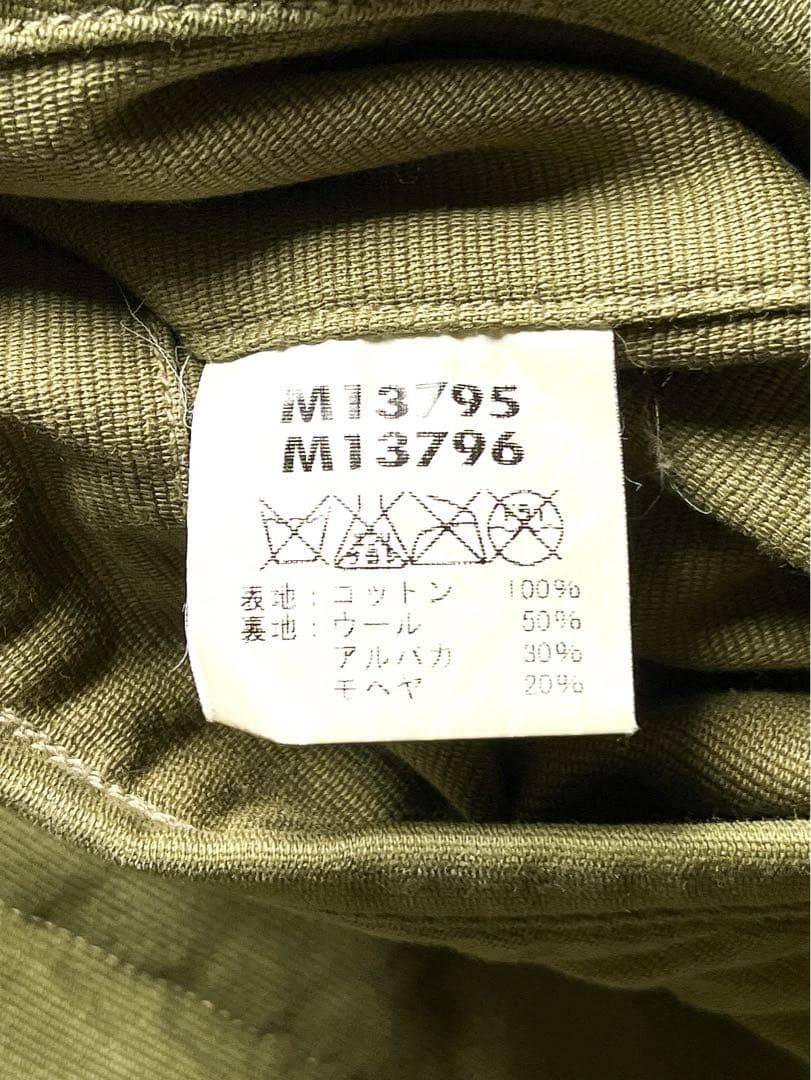 M13795
M13796
表地：コットン 100%
裏地：ウール 50%
アルパカ 30%
モヘヤ 20%